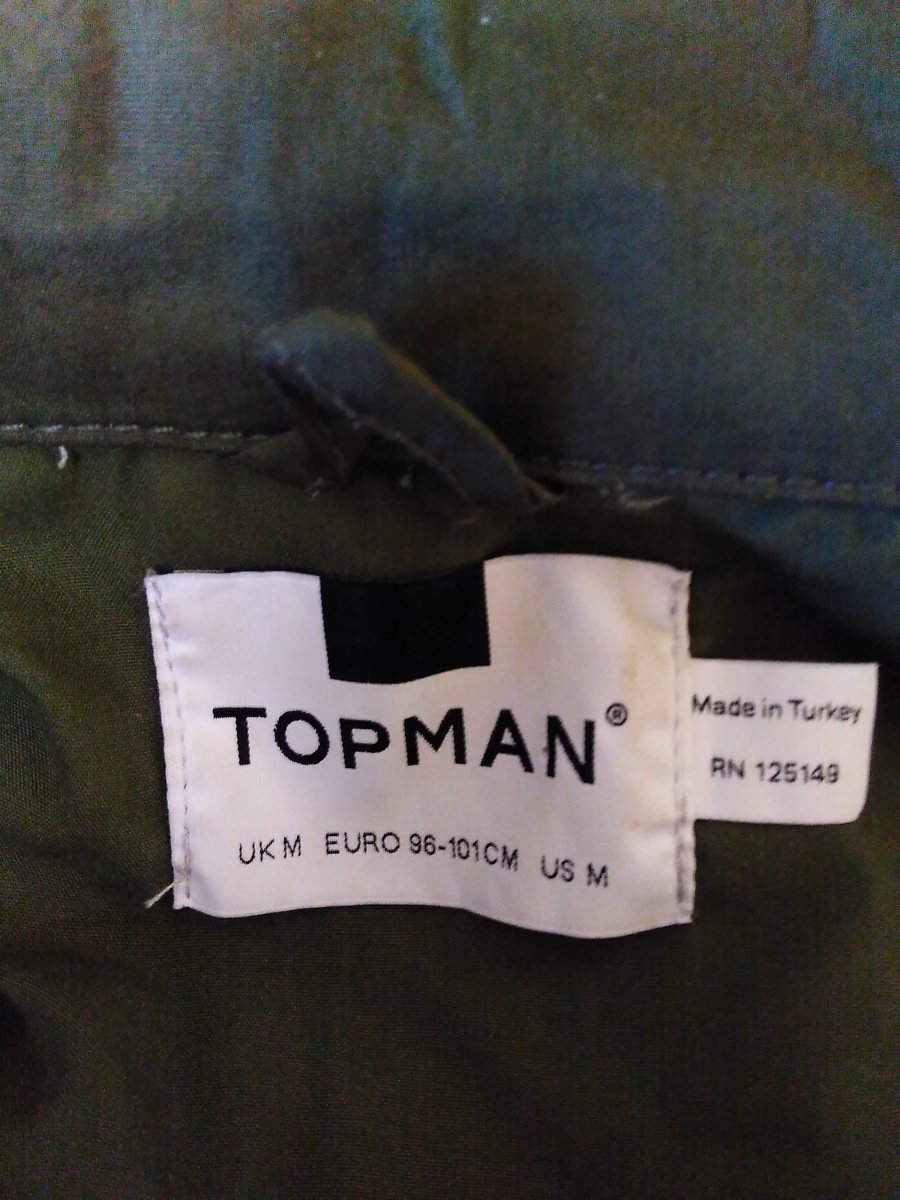 TOPMAN®
UK M EURO 96-101CM US M
Made in Turkey
RN 125149